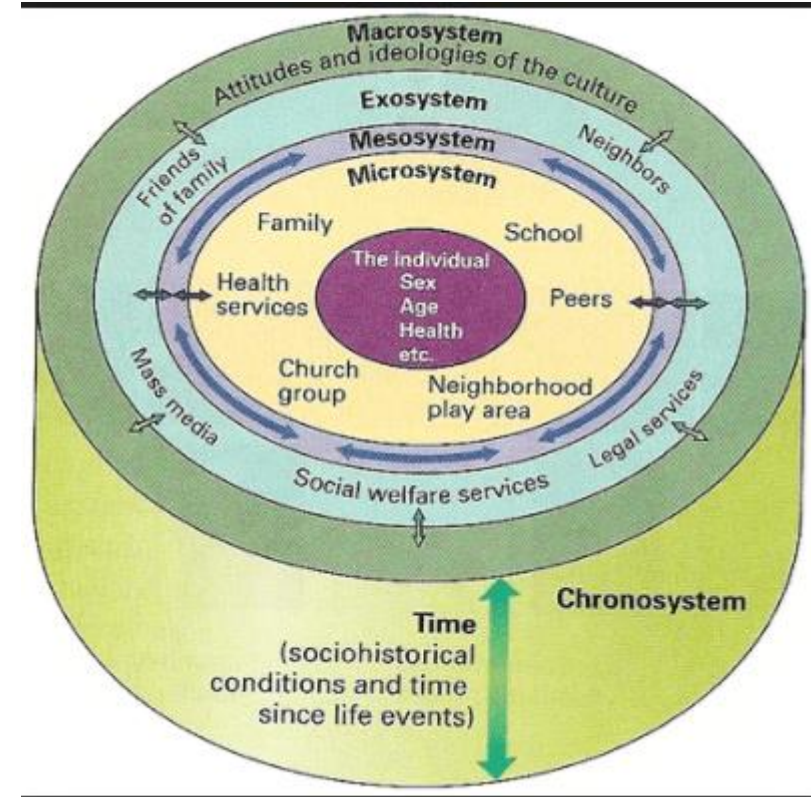 Macrosystem
Attitudes and ideologies of the culture
Exosystem
Mesosystem
Microsystem
Friends
of family
Neighbors
Family
School
The individual
Sex
Age
Health
etc.
Health
services
Peers
Church
group
Neighborhood
play area
Mass media
Legal services
Social welfare services
Chronosystem
Time
(sociohistorical
conditions and time
since life events)